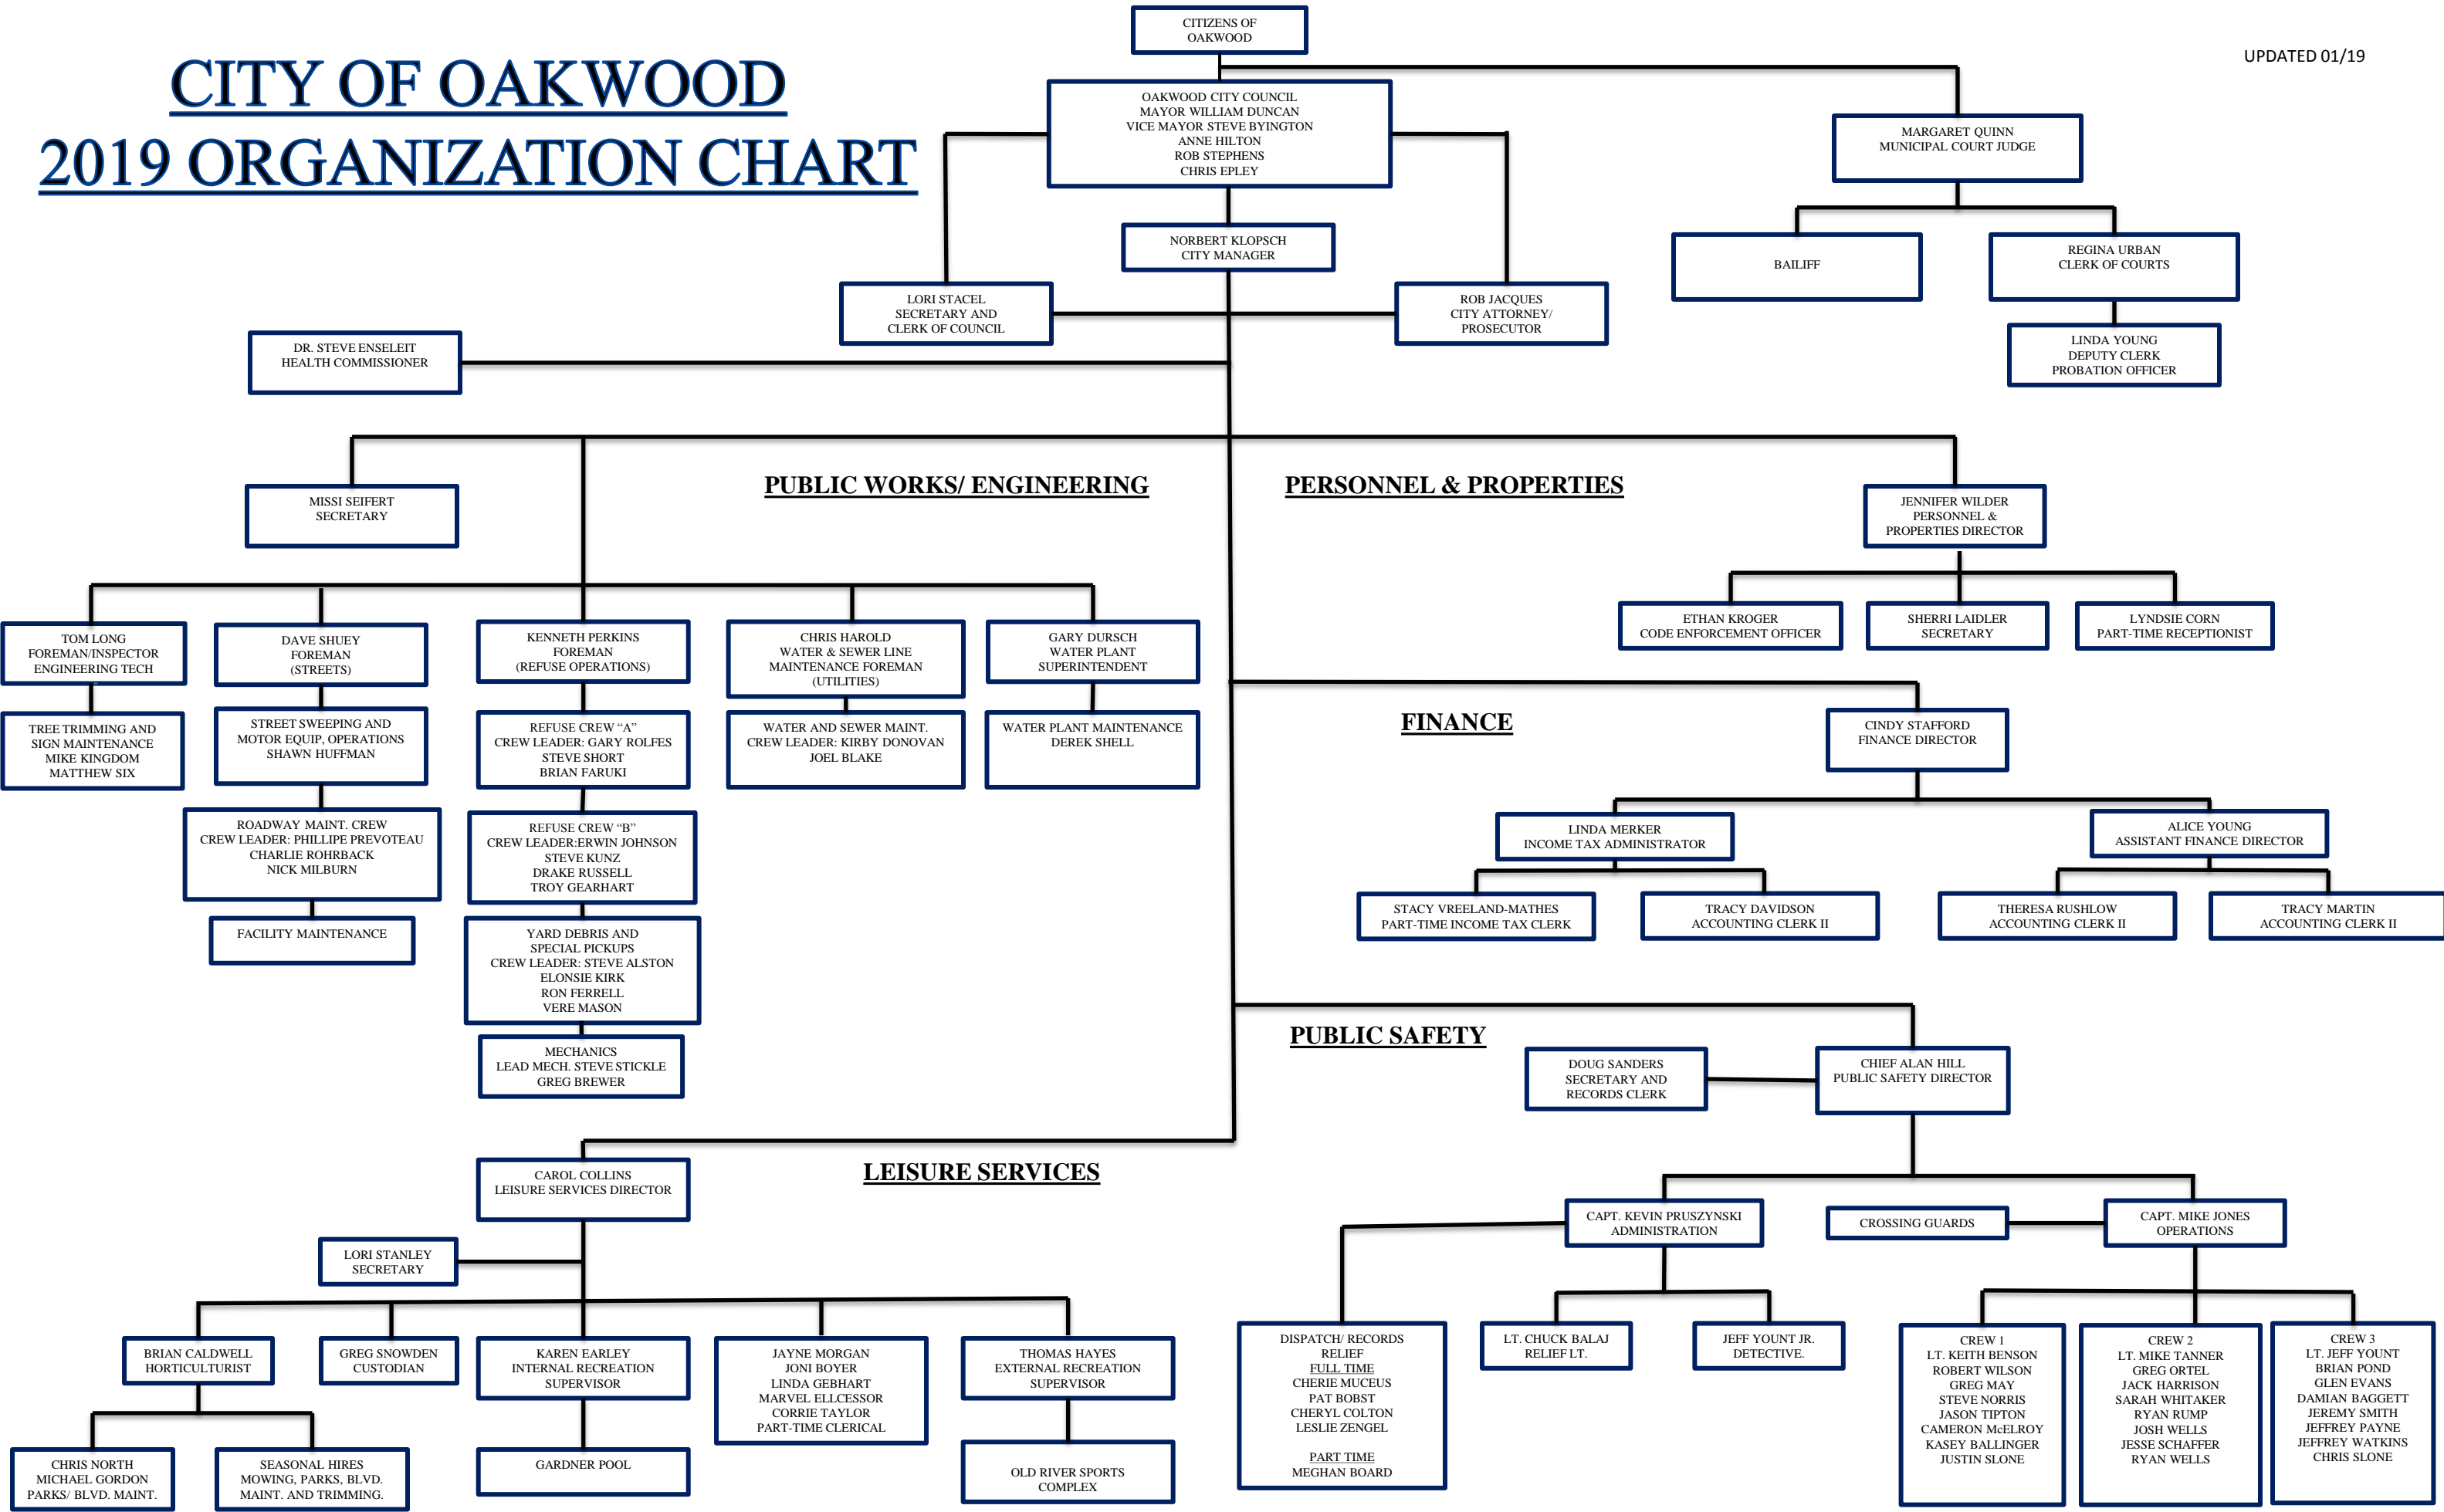 CITIZENS OF
OAKWOOD
UPDATED 01/19
CITY OF OAKWOOD
2019 ORGANIZATION CHART
OAKWOOD CITY COUNCIL
MAYOR WILLIAM DUNCAN
VICE MAYOR STEVE BYINGTON
ANNE HILTON
ROB STEPHENS
CHRIS EPLEY
MARGARET QUINN
MUNICIPAL COURT JUDGE
NORBERT KLOPSCH
CITY MANAGER
BAILIFF
REGINA URBAN
CLERK OF COURTS
LORI STACEL
SECRETARY AND
CLERK OF COUNCIL
ROB JACQUES
CITY ATTORNEY/
PROSECUTOR
LINDA YOUNG
DEPUTY CLERK
PROBATION OFFICER
DR. STEVE ENSELEIT
HEALTH COMMISSIONER
PUBLIC WORKS/ ENGINEERING
PERSONNEL & PROPERTIES
MISSI SEIFERT
SECRETARY
JENNIFER WILDER
PERSONNEL &
PROPERTIES DIRECTOR
ETHAN KROGER
CODE ENFORCEMENT OFFICER
SHERRI LAIDLER
SECRETARY
LYNDSIE CORN
PART-TIME RECEPTIONIST
TOM LONG
FOREMAN/INSPECTOR
ENGINEERING TECH
DAVE SHUEY
FOREMAN
(STREETS)
KENNETH PERKINS
FOREMAN
(REFUSE OPERATIONS)
CHRIS HAROLD
WATER & SEWER LINE
MAINTENANCE FOREMAN
(UTILITIES)
GARY DURSCH
WATER PLANT
SUPERINTENDENT
TREE TRIMMING AND
SIGN MAINTENANCE
MIKE KINGDOM
MATTHEW SIX
STREET SWEEPING AND
MOTOR EQUIP, OPERATIONS
SHAWN HUFFMAN
REFUSE CREW “A”
CREW LEADER: GARY ROLFES
STEVE SHORT
BRIAN FARUKI
WATER AND SEWER MAINT.
CREW LEADER: KIRBY DONOVAN
JOEL BLAKE
WATER PLANT MAINTENANCE
DEREK SHELL
FINANCE
CINDY STAFFORD
FINANCE DIRECTOR
ROADWAY MAINT. CREW
CREW LEADER: PHILLIPE PREVOTEAU
CHARLIE ROHRBACK
NICK MILBURN
REFUSE CREW “B”
CREW LEADER:ERWIN JOHNSON
STEVE KUNZ
DRAKE RUSSELL
TROY GEARHART
LINDA MERKER
INCOME TAX ADMINISTRATOR
ALICE YOUNG
ASSISTANT FINANCE DIRECTOR
STACY VREELAND-MATHES
PART-TIME INCOME TAX CLERK
TRACY DAVIDSON
ACCOUNTING CLERK II
THERESA RUSHLOW
ACCOUNTING CLERK II
TRACY MARTIN
ACCOUNTING CLERK II
FACILITY MAINTENANCE
YARD DEBRIS AND
SPECIAL PICKUPS
CREW LEADER: STEVE ALSTON
ELONSIE KIRK
RON FERRELL
VERE MASON
MECHANICS
LEAD MECH. STEVE STICKLE
GREG BREWER
PUBLIC SAFETY
DOUG SANDERS
SECRETARY AND
RECORDS CLERK
CHIEF ALAN HILL
PUBLIC SAFETY DIRECTOR
CAROL COLLINS
LEISURE SERVICES DIRECTOR
LEISURE SERVICES
CAPT. KEVIN PRUSZYNSKI
ADMINISTRATION
CROSSING GUARDS
CAPT. MIKE JONES
OPERATIONS
LORI STANLEY
SECRETARY
BRIAN CALDWELL
HORTICULTURIST
GREG SNOWDEN
CUSTODIAN
KAREN EARLEY
INTERNAL RECREATION
SUPERVISOR
JAYNE MORGAN
JONI BOYER
LINDA GEBHART
MARVEL ELLCESSOR
CORRIE TAYLOR
PART-TIME CLERICAL
THOMAS HAYES
EXTERNAL RECREATION
SUPERVISOR
DISPATCH/ RECORDS
RELIEF
FULL TIME
CHERIE MUCEUS
PAT BOBST
CHERYL COLTON
LESLIE ZENGEL
PART TIME
MEGHAN BOARD
LT. CHUCK BALAJ
RELIEF LT.
JEFF YOUNT JR.
DETECTIVE.
CREW 1
LT. KEITH BENSON
ROBERT WILSON
GREG MAY
STEVE NORRIS
JASON TIPTON
CAMERON McELROY
KASEY BALLINGER
JUSTIN SLONE
CREW 2
LT. MIKE TANNER
GREG ORTEL
JACK HARRISON
SARAH WHITAKER
RYAN RUMP
JOSH WELLS
JESSE SCHAFFER
RYAN WELLS
CREW 3
LT. JEFF YOUNT
BRIAN POND
GLEN EVANS
DAMIAN BAGGETT
JEREMY SMITH
JEFFREY PAYNE
JEFFREY WATKINS
CHRIS SLONE
CHRIS NORTH
MICHAEL GORDON
PARKS/ BLVD. MAINT.
SEASONAL HIRES
MOWING, PARKS, BLVD.
MAINT. AND TRIMMING.
GARDNER POOL
OLD RIVER SPORTS
COMPLEX